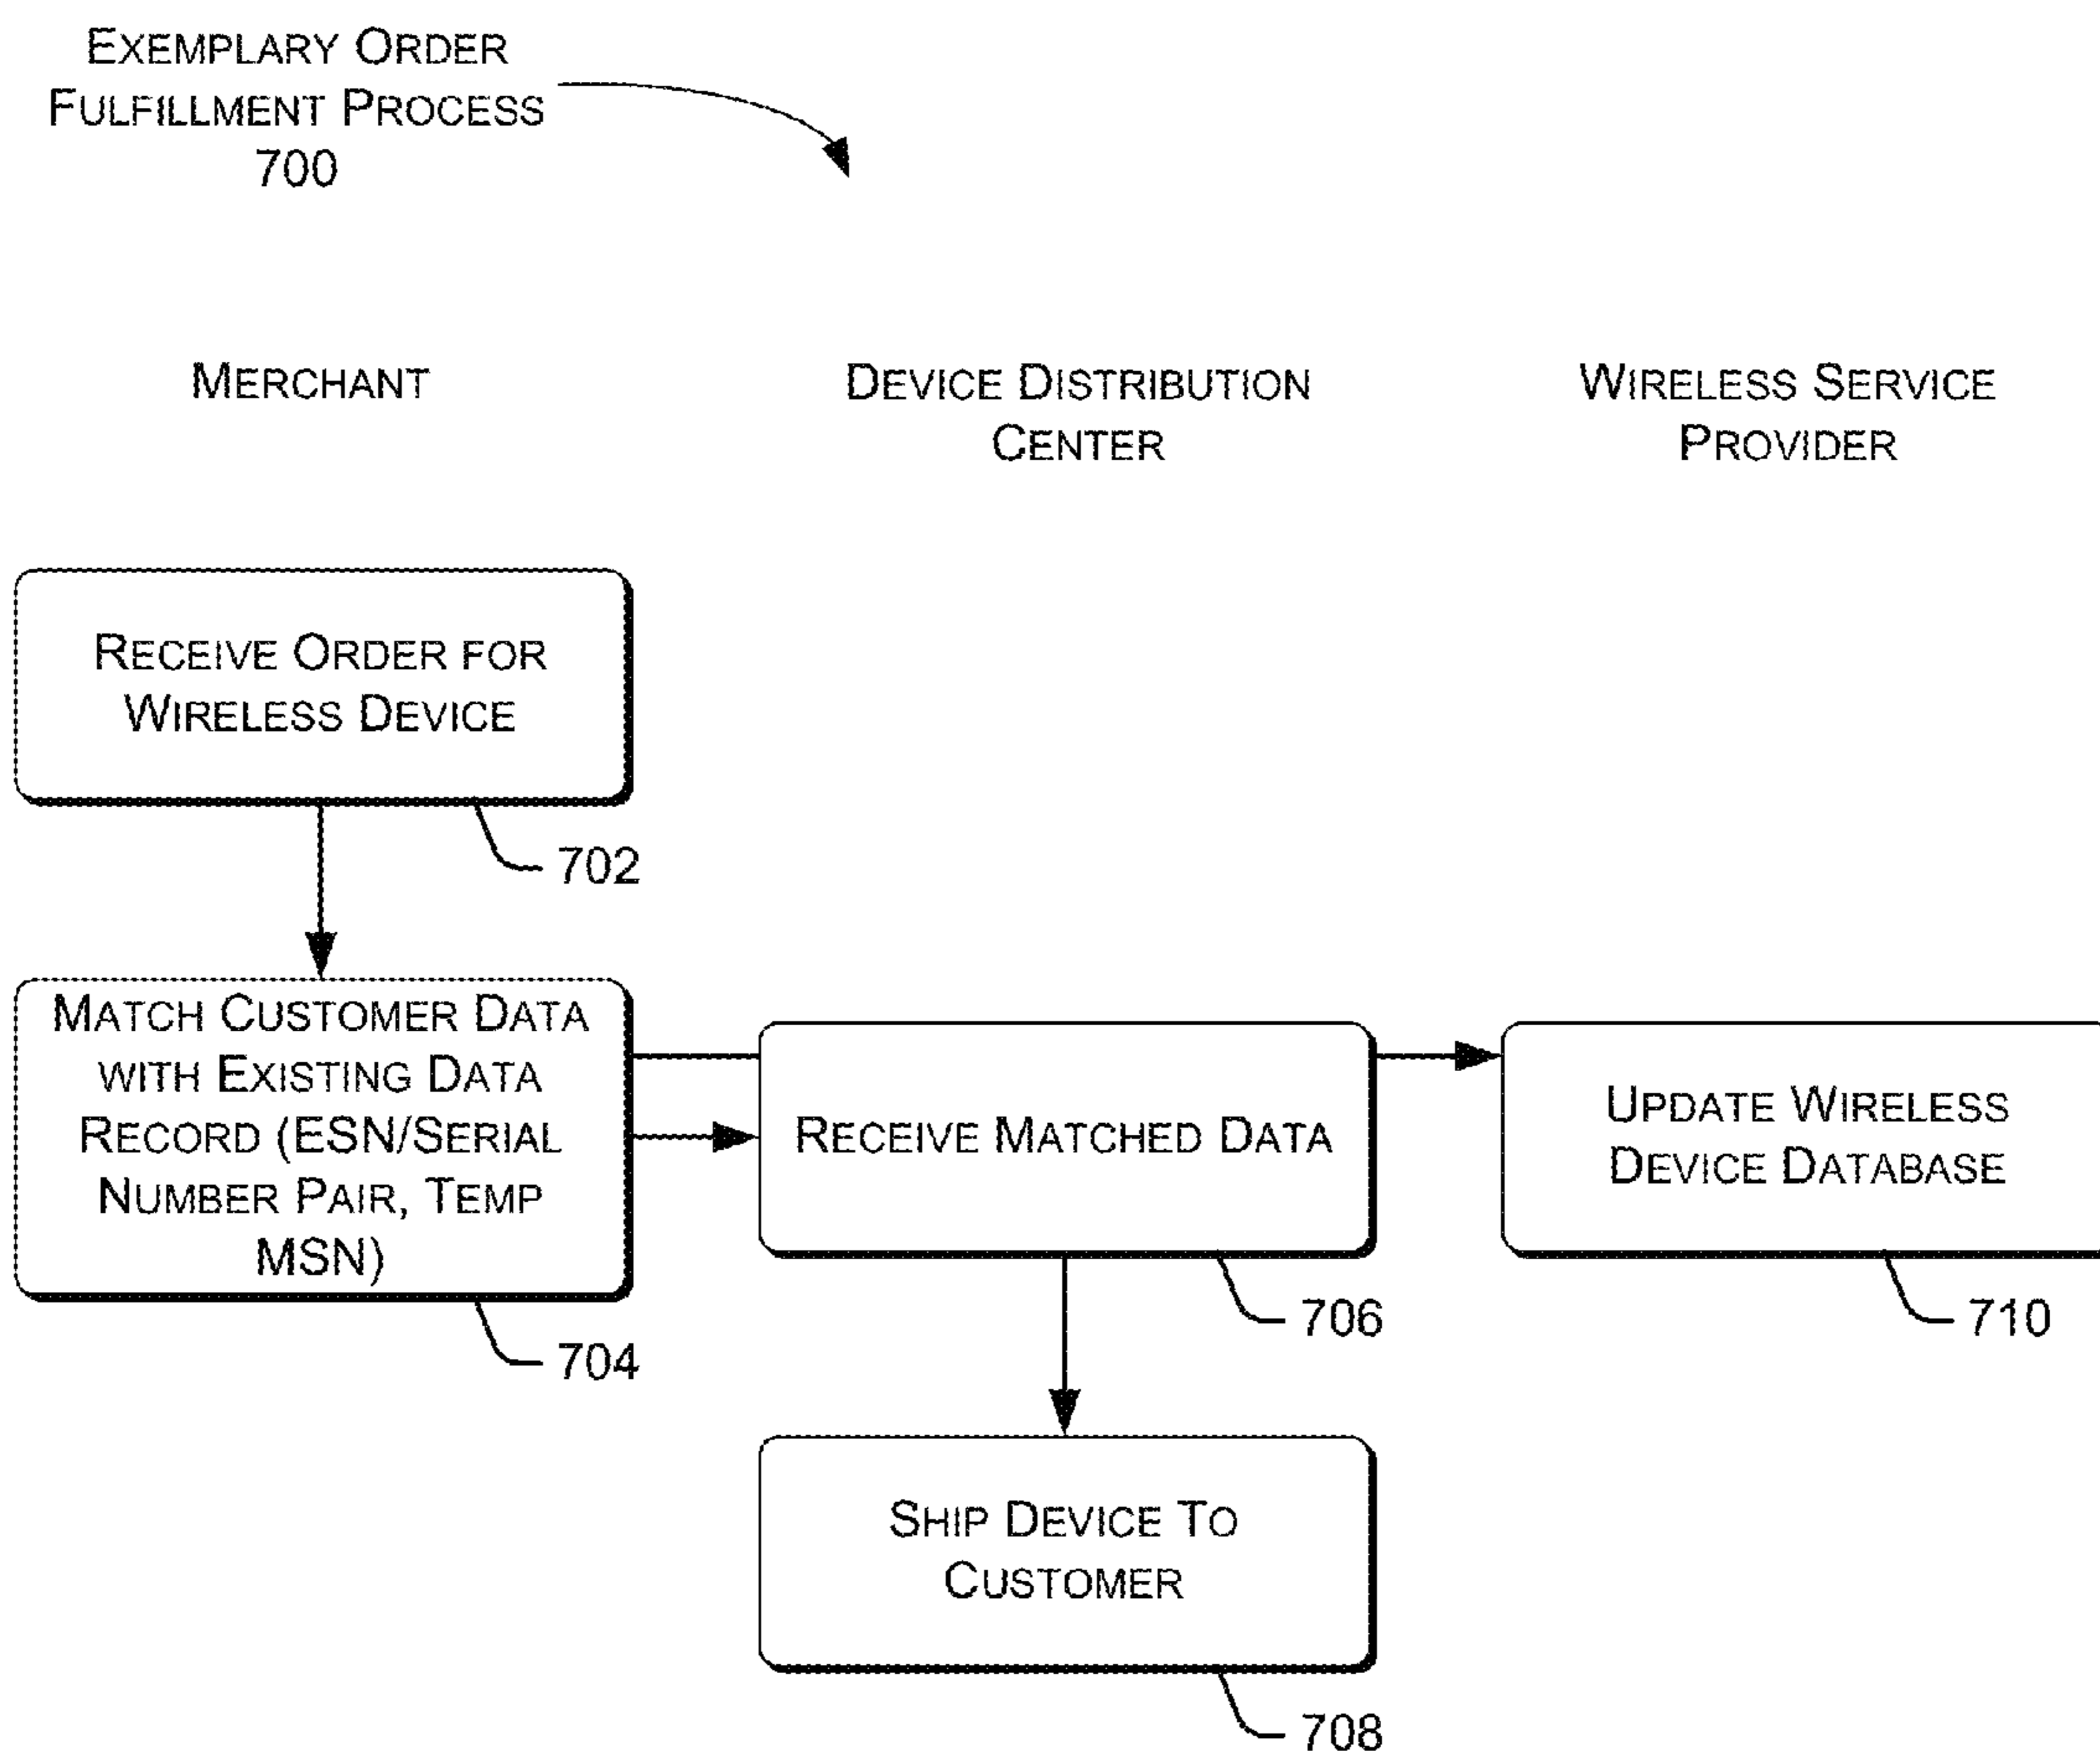 EXEMPLARY ORDER
FULFILLMENT PROCESS
700
MERCHANT
DEVICE DISTRIBUTION
CENTER
WIRELESS SERVICE
PROVIDER
RECEIVE ORDER FOR
WIRELESS DEVICE
702
MATCH CUSTOMER DATA
WITH EXISTING DATA
RECORD (ESN/SERIAL
NUMBER PAIR, TEMP
MSN)
704
RECEIVE MATCHED DATA
706
UPDATE WIRELESS
DEVICE DATABASE
710
SHIP DEVICE TO
CUSTOMER
708